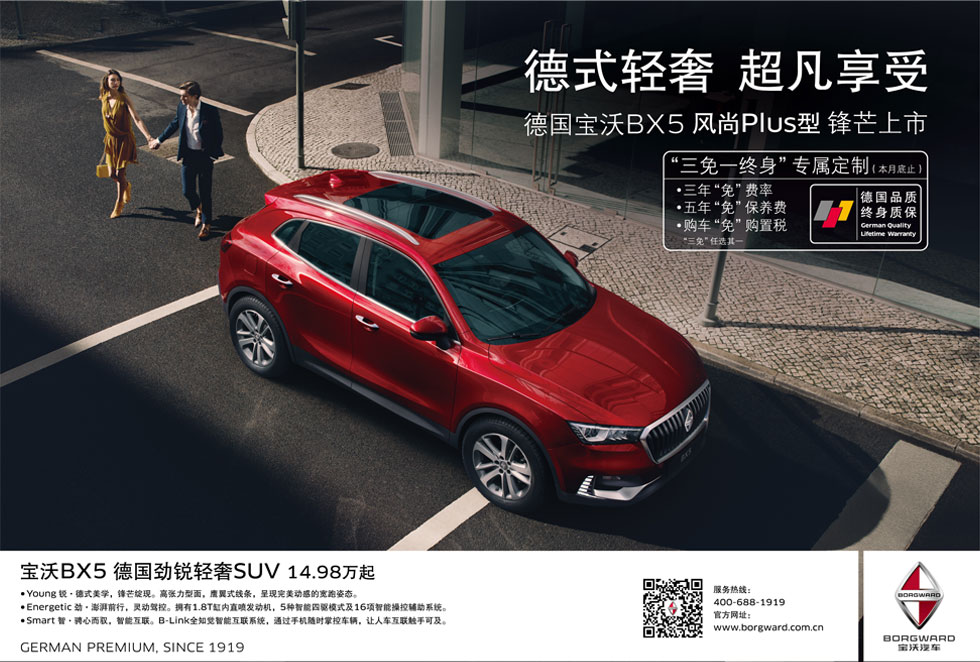 德式轻奢 超凡享受
德国宝沃BX5 风尚Plus型 锋芒上市
“三免一终身”专属定制(本月底止)
•三年“免”费率
•五年“免”保养费
•购车“免”购置税
“三免”任选其一
德国品质
终身质保
German Quality
Lifetime Warranty
BX5
宝沃BX5 德国劲锐轻奢SUV 14.98万起
•Young 锐·德式美学，锋芒绽现。高张力型面，鹰翼式线条，呈现完美动感的宽跑姿态。
•Energetic 劲·澎湃前行，灵动驾控。拥有1.8T缸内直喷发动机，5种智能四驱模式及16项智能操控辅助系统。
•Smart 智·骑心而驭，智能互联。B-Link全知觉智能互联系统，通过手机随时掌控车辆，让人车互联触手可及。
GERMAN PREMIUM, SINCE 1919
服务热线：
400-688-1919
官方网址：
www.borgward.com.cn
BORGWARD
BORGWARD
宝沃汽车